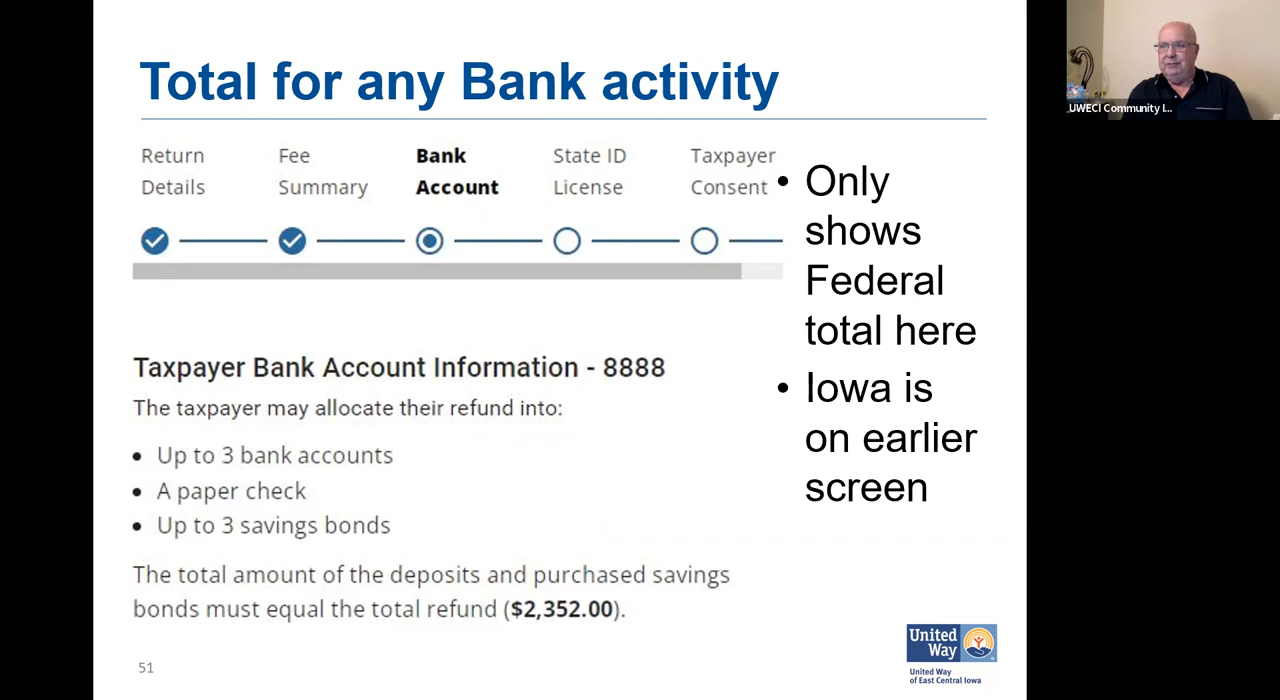 Total for any Bank activity
Return Details
Fee Summary
Bank Account
State ID License
Taxpayer Consent
• Only
shows
Federal
total here
• Iowa is
on earlier
screen
Taxpayer Bank Account Information - 8888
The taxpayer may allocate their refund into:
• Up to 3 bank accounts
• A paper check
• Up to 3 savings bonds
The total amount of the deposits and purchased savings
bonds must equal the total refund ($2,352.00).
51
United
Way
United Way
of East Central Iowa
UWECI Community I...